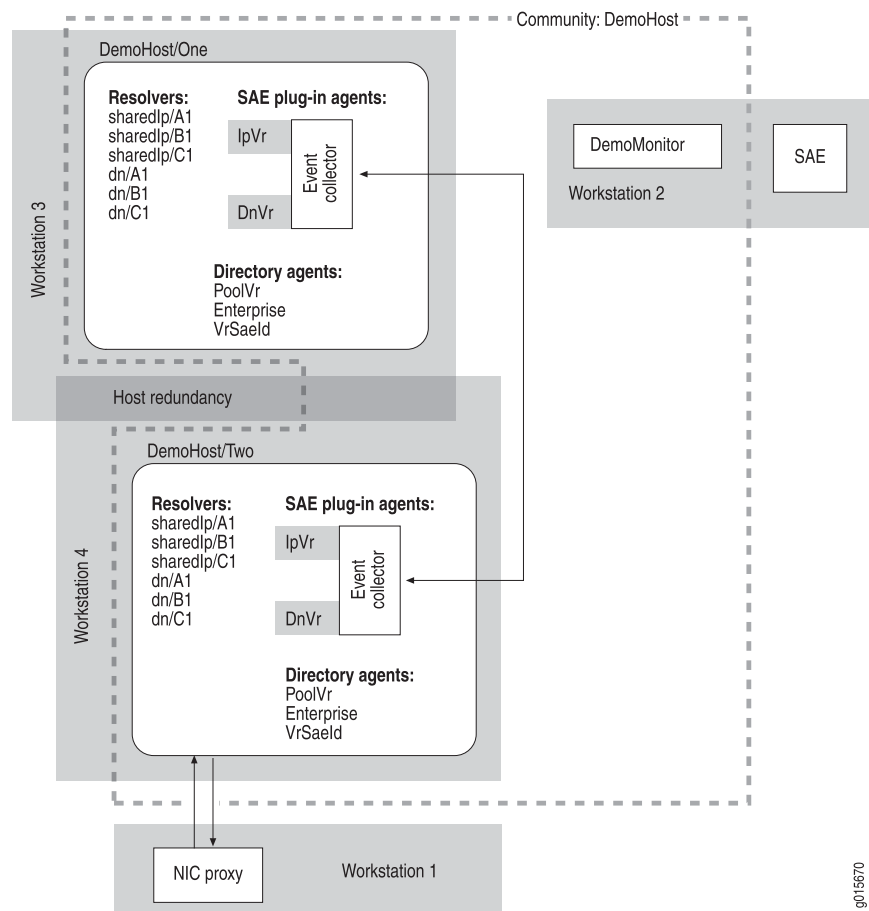 Community: DemoHost
DemoHost/One
Resolvers:
sharedIp/A1
sharedIp/B1
sharedIp/C1
dn/A1
dn/B1
dn/C1
SAE plug-in agents:
IpVr
DnVr
Event
collector
Directory agents:
PoolVr
Enterprise
VrSaeId
Workstation 3
DemoMonitor
SAE
Workstation 2
Host redundancy
DemoHost/Two
Resolvers:
sharedIp/A1
sharedIp/B1
sharedIp/C1
dn/A1
dn/B1
dn/C1
SAE plug-in agents:
IpVr
DnVr
Event
collector
Directory agents:
PoolVr
Enterprise
VrSaeId
Workstation 4
NIC proxy
Workstation 1
g015670